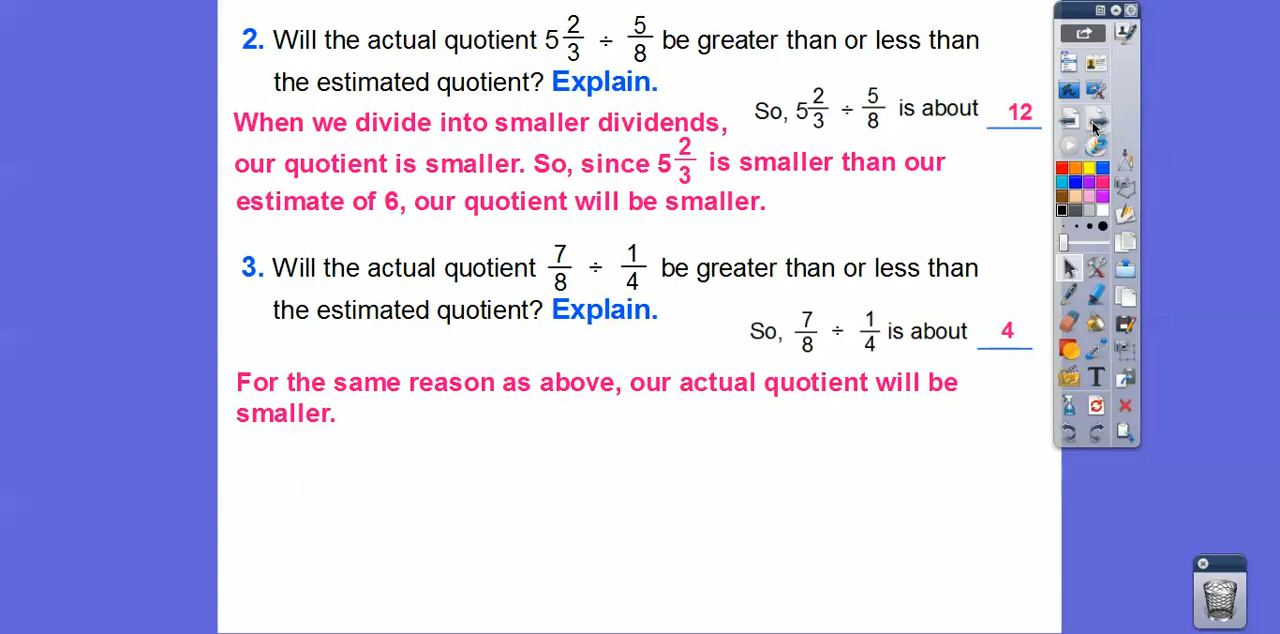 2. Will the actual quotient 5 2/3 ÷ 5/8 be greater than or less than
the estimated quotient? Explain.
So, 5 2/3 ÷ 5/8 is about 12
When we divide into smaller dividends,
our quotient is smaller. So, since 5 2/3 is smaller than our
estimate of 6, our quotient will be smaller.
3. Will the actual quotient 7/8 ÷ 1/4 be greater than or less than
the estimated quotient? Explain.
So, 7/8 ÷ 1/4 is about 4
For the same reason as above, our actual quotient will be
smaller.